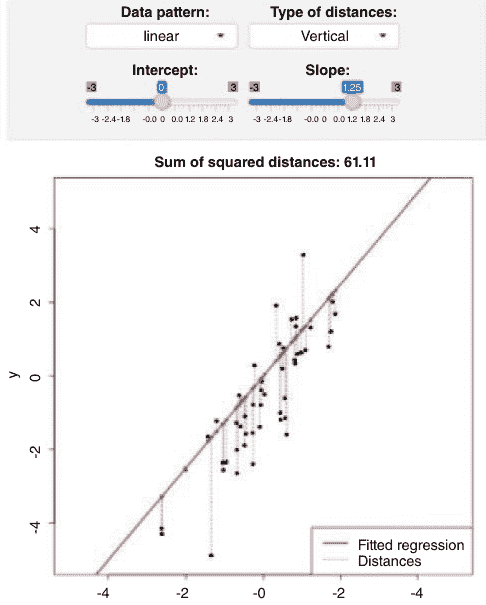 Data pattern: Type of distances:
linear Vertical
Intercept: Slope:
-3 0 3 -3 1.25 3
-3 -2.4-1.8 -0.0 0 0.0 1.2 1.8 2.4 3 -3 -2.4-1.8 -0.0 0 0.0 1.2 1.8 2.4 3
Sum of squared distances: 61.11
4
2
0
y
-2
-4
Fitted regression
Distances
-4 -2 -0 -2 -4